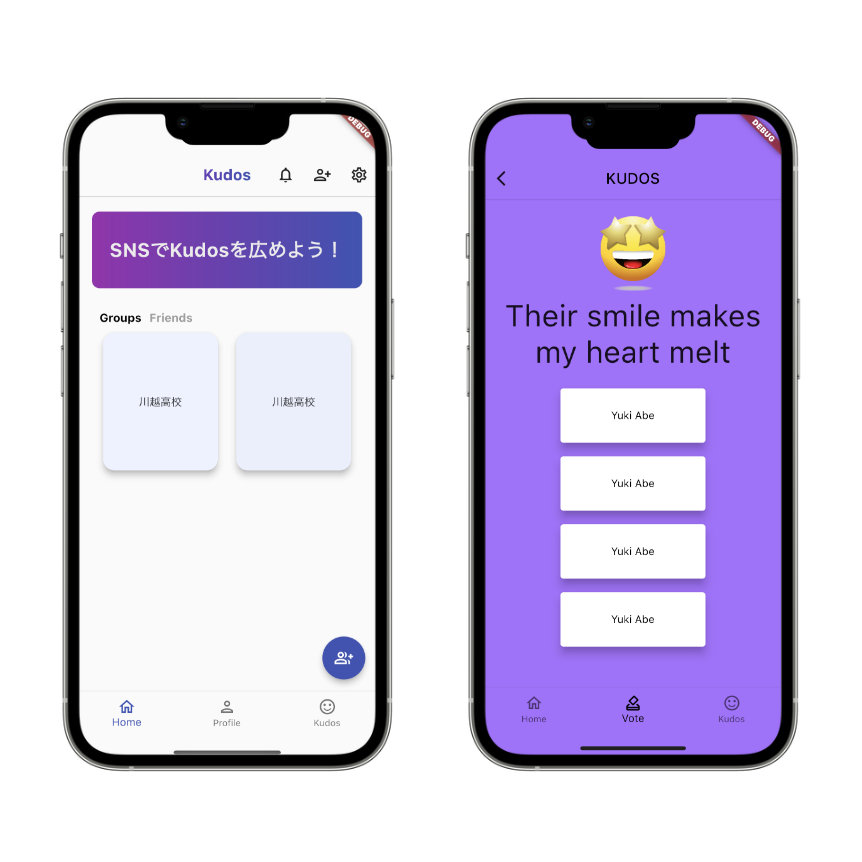 DEBUG
Kudos
SNSでKudosを広めよう！
Groups Friends
川越高校 川越高校
Home Profile Kudos
DEBUG
KUDOS
Their smile makes
my heart melt
Yuki Abe
Yuki Abe
Yuki Abe
Yuki Abe
Home Vote Kudos